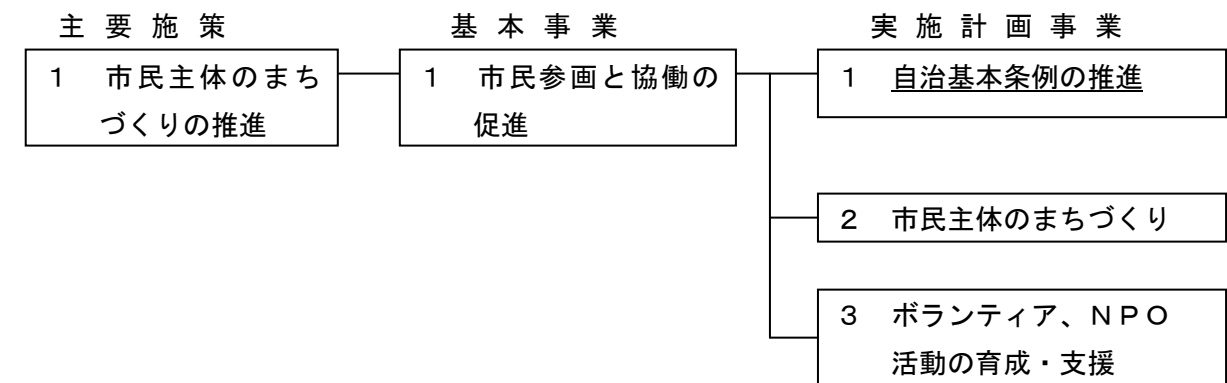 主要施策
基本事業
実施計画事業
1 市民主体のまち
づくりの推進
1 市民参画と協働の
促進
1 自治基本条例の推進
2 市民主体のまちづくり
3 ボランティア、NPO
活動の育成・支援